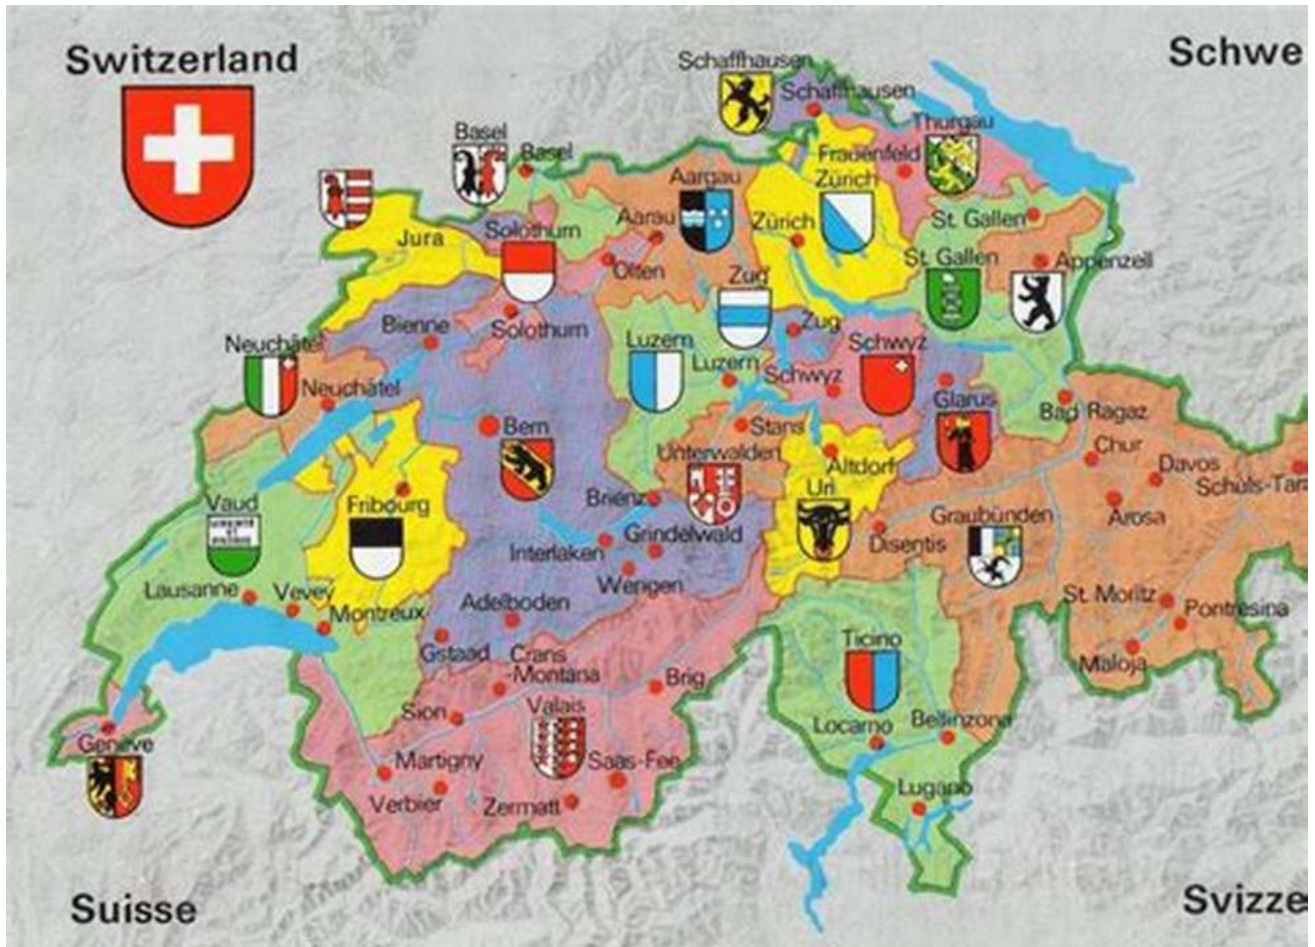 Switzerland
Schwe
Schaffhausen
Schaffhausen
Basel
Basel
Thurgau
Frauenfeld
Aargau
Zürich
Aarau
Zürich
St. Gallen
Solothurn
Jura
Olten
Zug
St. Gallen
Appenzell
Bienne
Solothurn
Zug
Neuchâtel
Luzern
Schwyz
Luzern
Schwyz
Neuchâtel
Glarus
Bad Ragaz
Bern
Stans
Unterwalden
Altdorf
Chur
Davos
Schuls-Tara
Vaud
Fribourg
Brienz
Uri
Graubünden
Arosa
Interlaken
Grindelwald
Disentis
Lausanne
Vevey
Wengen
Montreux
Adelboden
St. Moritz
Pontresina
Gstaad
Crans
-Montana
Ticino
Maloja
Brig
Sion
Valais
Locarno
Bellinzona
Genève
Martigny
Saas-Fee
Verbier
Zermatt
Lugano
Suisse
Svizze